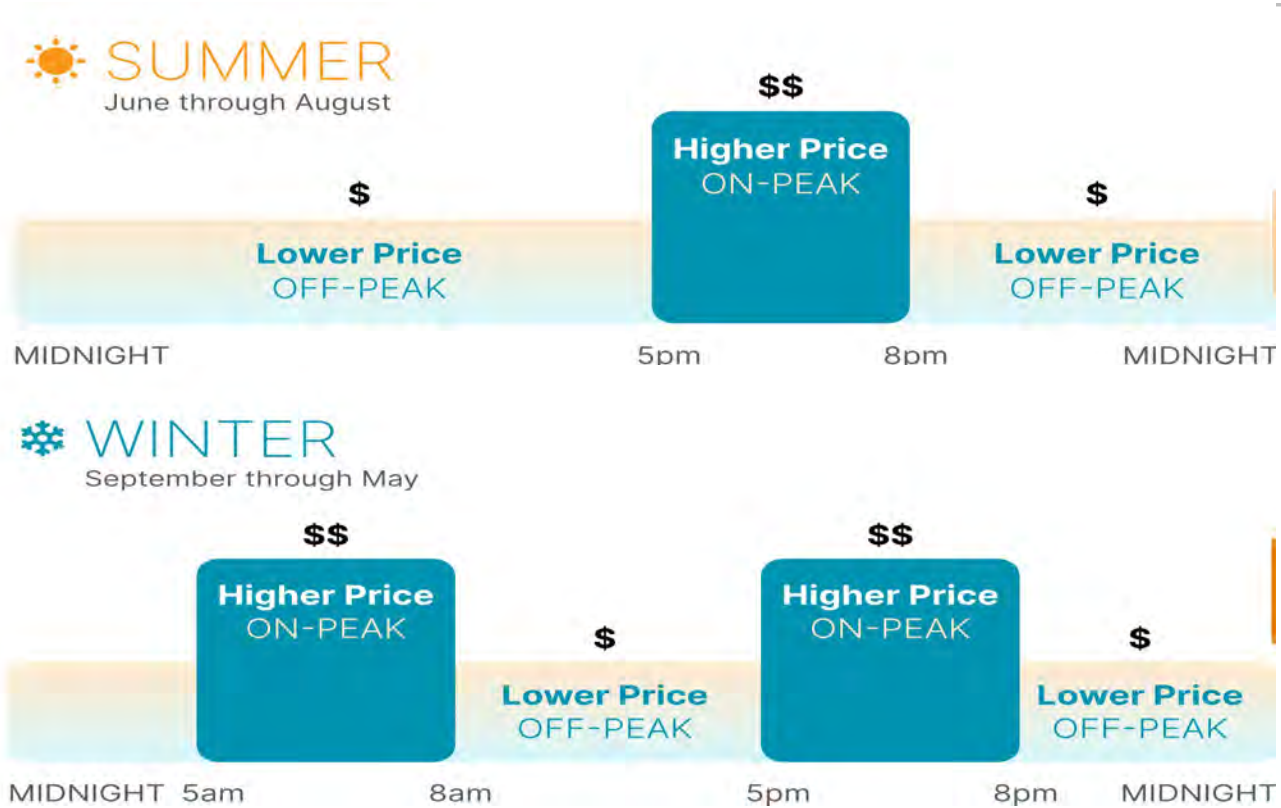 SUMMER
June through August
$$
Higher Price
ON-PEAK
$
Lower Price
OFF-PEAK
$
Lower Price
OFF-PEAK
MIDNIGHT 5pm 8pm MIDNIGHT
WINTER
September through May
$$
Higher Price
ON-PEAK
$
Lower Price
OFF-PEAK
$$
Higher Price
ON-PEAK
$
Lower Price
OFF-PEAK
MIDNIGHT 5am 8am 5pm 8pm MIDNIGHT